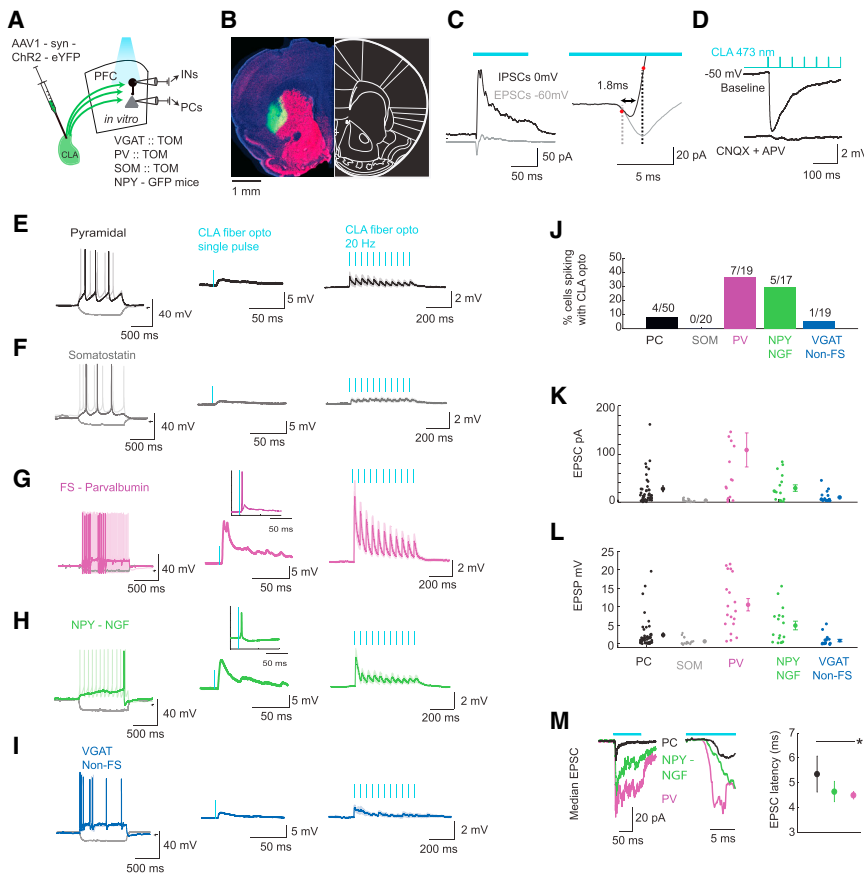 A
AAV1 - syn -
ChR2 - eYFP
PFC
INs
PCs
in vitro
CLA
VGAT :: TOM
PV :: TOM
SOM :: TOM
NPY - GFP mice
B
1 mm
C
IPSCs 0mV
EPSCs -60mV
50 pA
50 ms
1.8ms
20 pA
5 ms
D
CLA 473 nm
-50 mV
Baseline
CNQX + APV
2 mV
100 ms
E
Pyramidal
CLA fiber opto
single pulse
CLA fiber opto
20 Hz
40 mV
500 ms
5 mV
50 ms
2 mV
200 ms
F
Somatostatin
40 mV
500 ms
5 mV
50 ms
2 mV
200 ms
G
FS - Parvalbumin
50 ms
40 mV
500 ms
5 mV
50 ms
2 mV
200 ms
H
NPY - NGF
50 ms
40 mV
500 ms
5 mV
50 ms
2 mV
200 ms
I
VGAT
Non-FS
40 mV
500 ms
5 mV
50 ms
2 mV
200 ms
J
% cells spiking
with CLA opto
50
40
30
20
10
0
4/50
0/20
7/19
5/17
1/19
PC
SOM
PV
NPY
NGF
VGAT
Non-FS
K
EPSC pA
200
100
0
L
EPSP mV
25
20
15
10
5
0
PC
SOM
PV
NPY
NGF
VGAT
Non-FS
M
Median EPSC
PC
NPY -
NGF
PV
20 pA
50 ms
5 ms
EPSC latency (ms)
7
6
5
4
3
*